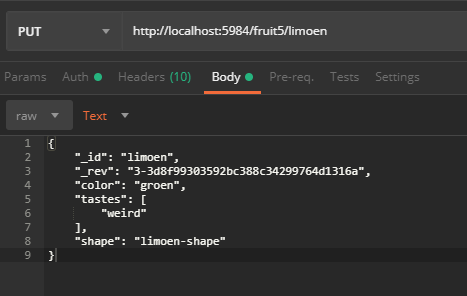 PUT http://localhost:5984/fruit5/limoen
Params Auth Headers (10) Body Pre-req. Tests Settings
raw Text
1 {
2 "_id": "limoen",
3 "_rev": "3-3d8f99303592bc388c34299764d1316a",
4 "color": "groen",
5 "tastes": [
6 "weird"
7 ],
8 "shape": "limoen-shape"
9 }